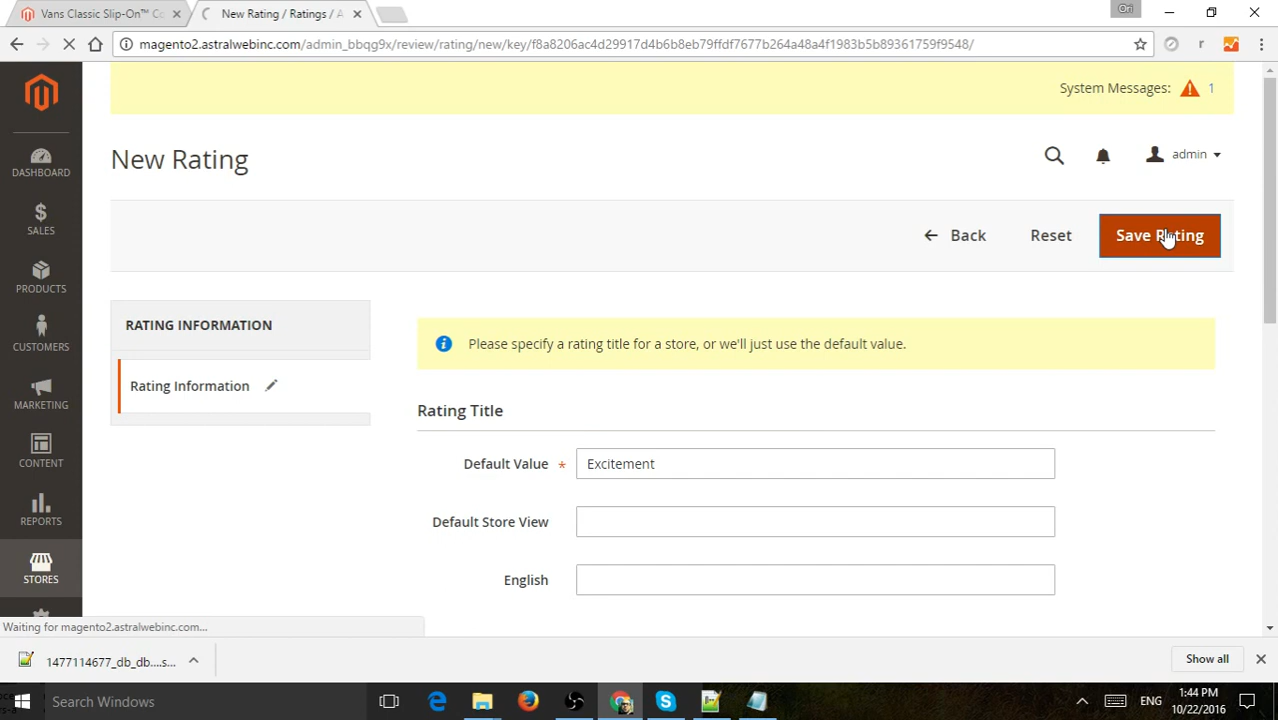 Vans Classic Slip-On™ Co
New Rating / Ratings / A
Ori
magento2.astralwebinc.com/admin_bbqg9x/review/rating/new/key/f8a8206ac4d29917d4b6b8eb79ffdf7677b264a48a4f1983b5b89361759f9548/
System Messages: 1
New Rating
admin
Back
Reset
Save Rating
DASHBOARD
SALES
PRODUCTS
CUSTOMERS
MARKETING
CONTENT
REPORTS
STORES
RATING INFORMATION
Rating Information
Please specify a rating title for a store, or we'll just use the default value.
Rating Title
Default Value * Excitement
Default Store View
English
Waiting for magento2.astralwebinc.com...
1477114677_db_db....s...
Show all
Search Windows
ENG
1:44 PM
10/22/2016